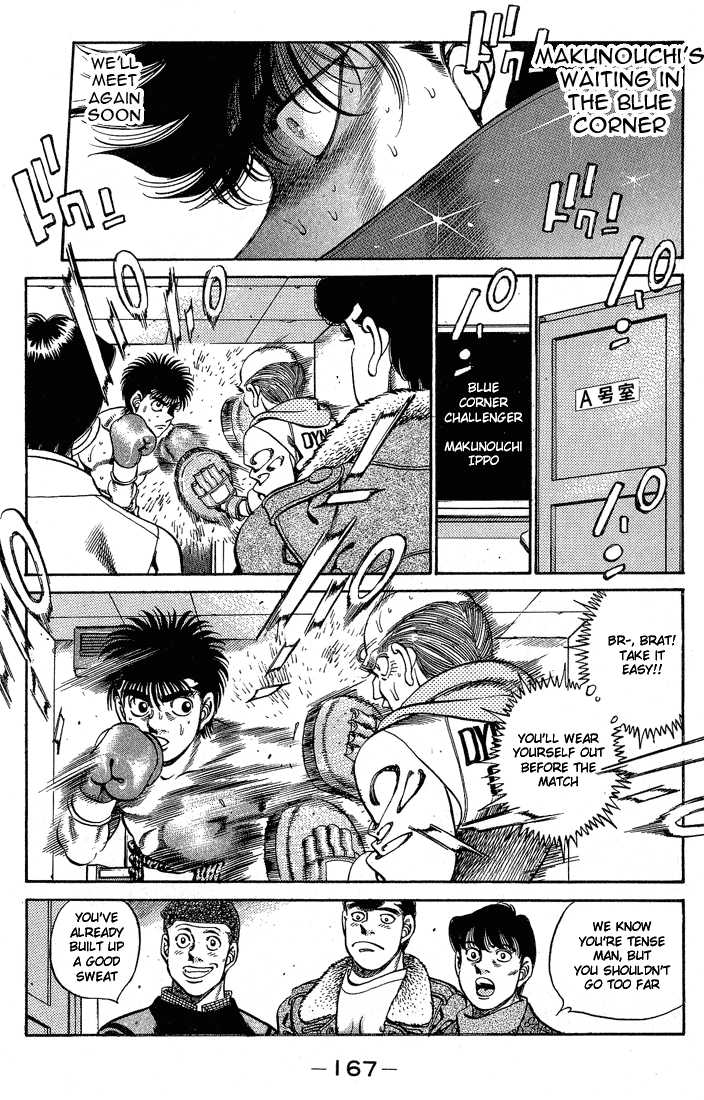 WE'LL
MEET
AGAIN
SOON
MAKUNOUCHI'S
WAITING IN
THE BLUE
CORNER
ドクン
ドクン
DY
BLUE
CORNER
CHALLENGER
MAKUNOUCHI
IPPO
A号室
BR-, BRAT!
TAKE IT
EASY!!
YOU'LL WEAR
YOURSELF OUT
BEFORE THE
MATCH
DY
YOU'VE
ALREADY
BUILT UP
A GOOD
SWEAT
WE KNOW
YOU'RE TENSE
MAN, BUT
YOU SHOULDN'T
GO TOO FAR
—167—